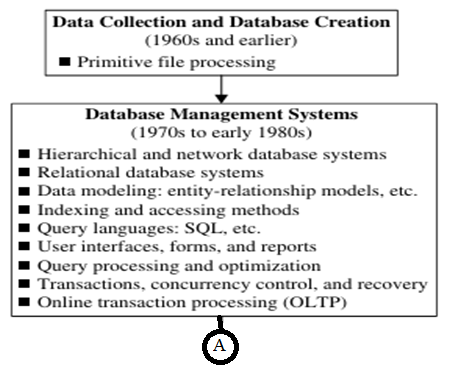 Data Collection and Database Creation
(1960s and earlier)
■ Primitive file processing
Database Management Systems
(1970s to early 1980s)
■ Hierarchical and network database systems
■ Relational database systems
■ Data modeling: entity-relationship models, etc.
■ Indexing and accessing methods
■ Query languages: SQL, etc.
■ User interfaces, forms, and reports
■ Query processing and optimization
■ Transactions, concurrency control, and recovery
■ Online transaction processing (OLTP)
A